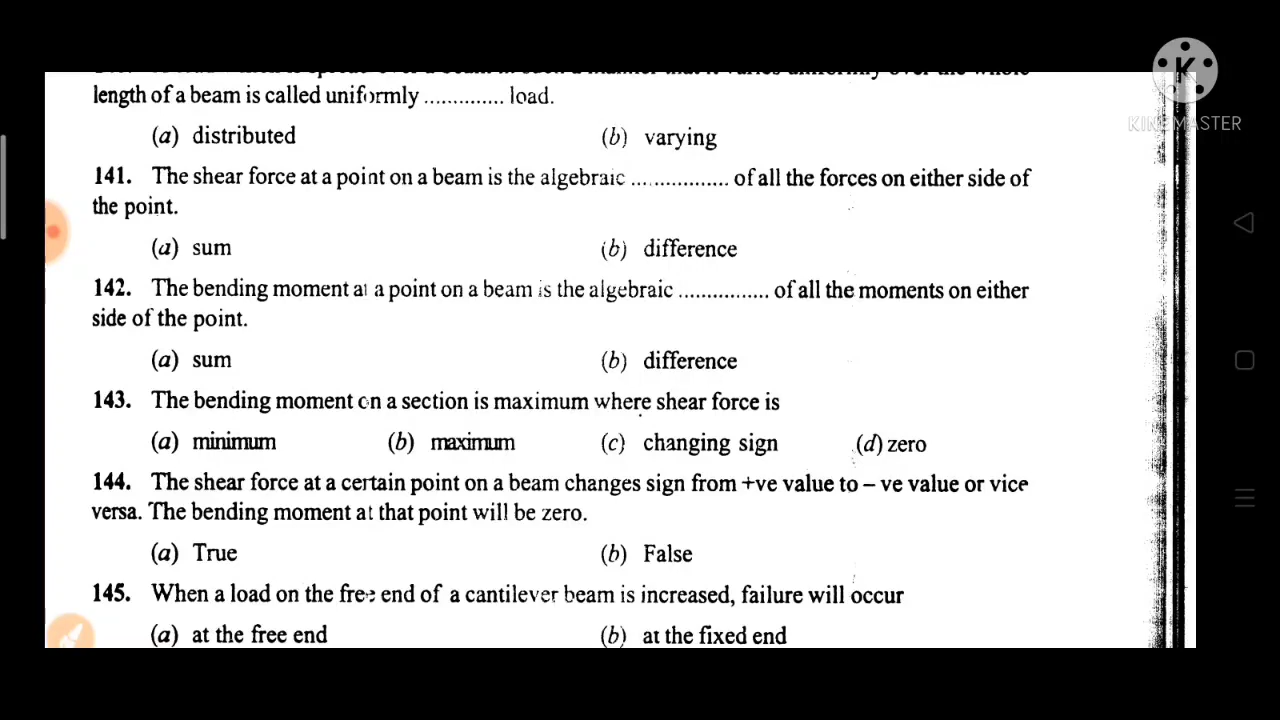 length of a beam is called uniformly ............. load.
(a) distributed (b) varying
141. The shear force at a point on a beam is the algebraic ................ of all the forces on either side of
the point.
(a) sum (b) difference
142. The bending moment at a point on a beam is the algebraic ................ of all the moments on either
side of the point.
(a) sum (b) difference
143. The bending moment on a section is maximum where shear force is
(a) minimum (b) maximum (c) changing sign (d) zero
144. The shear force at a certain point on a beam changes sign from +ve value to – ve value or vice
versa. The bending moment at that point will be zero.
(a) True (b) False
145. When a load on the free end of a cantilever beam is increased, failure will occur
(a) at the free end (b) at the fixed end
K
KINEMASTER